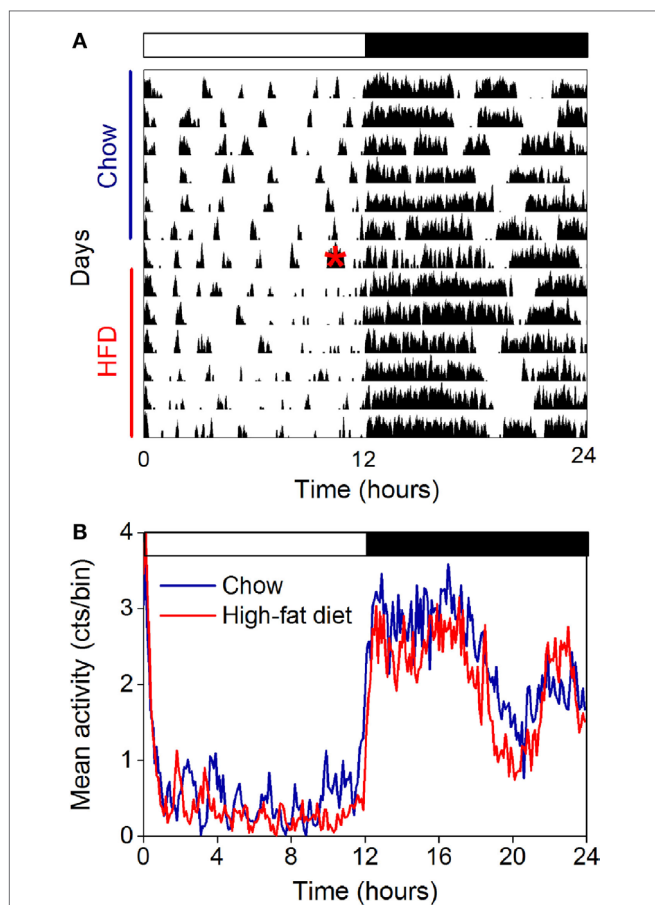 A
Chow
Days
HFD
*
0 12 24
Time (hours)
B
4
3
2
1
0
Mean activity (cts/bin)
Chow
High-fat diet
0 4 8 12 16 20 24
Time (hours)